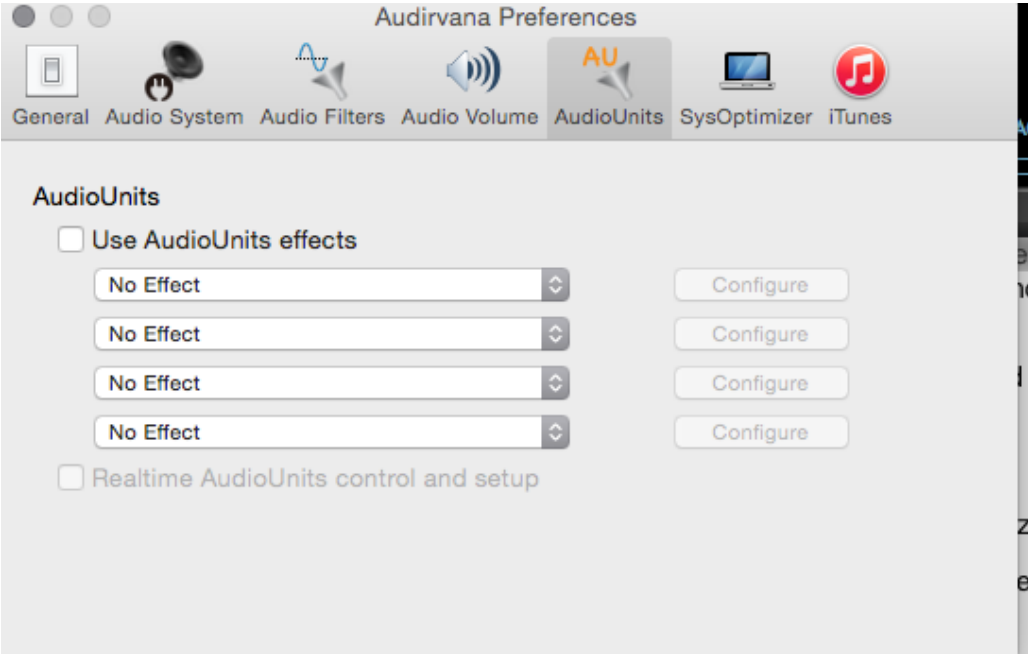 Audirvana Preferences
AU
General Audio System Audio Filters Audio Volume AudioUnits SysOptimizer iTunes
AudioUnits
Use AudioUnits effects
No Effect Configure
No Effect Configure
No Effect Configure
No Effect Configure
Realtime AudioUnits control and setup